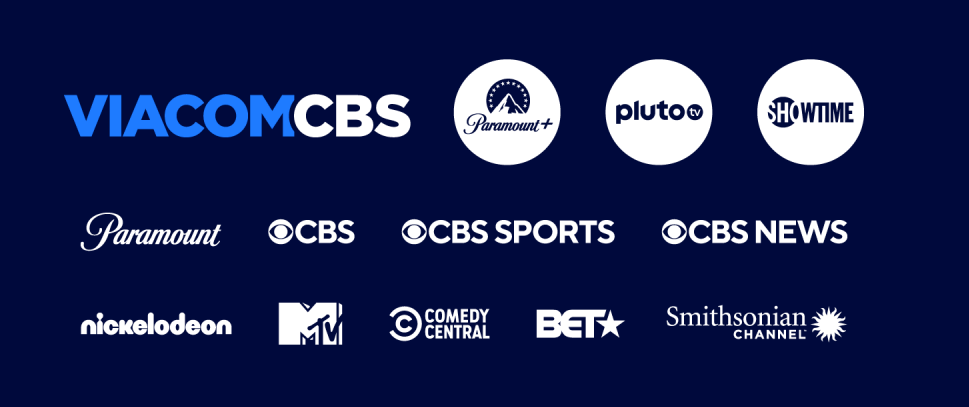 VIACOMCBS Paramount+ pluto tv SHOWTIME
Paramount CBS CBS SPORTS CBS NEWS
nickelodeon MTV COMEDY CENTRAL BET Smithsonian CHANNEL